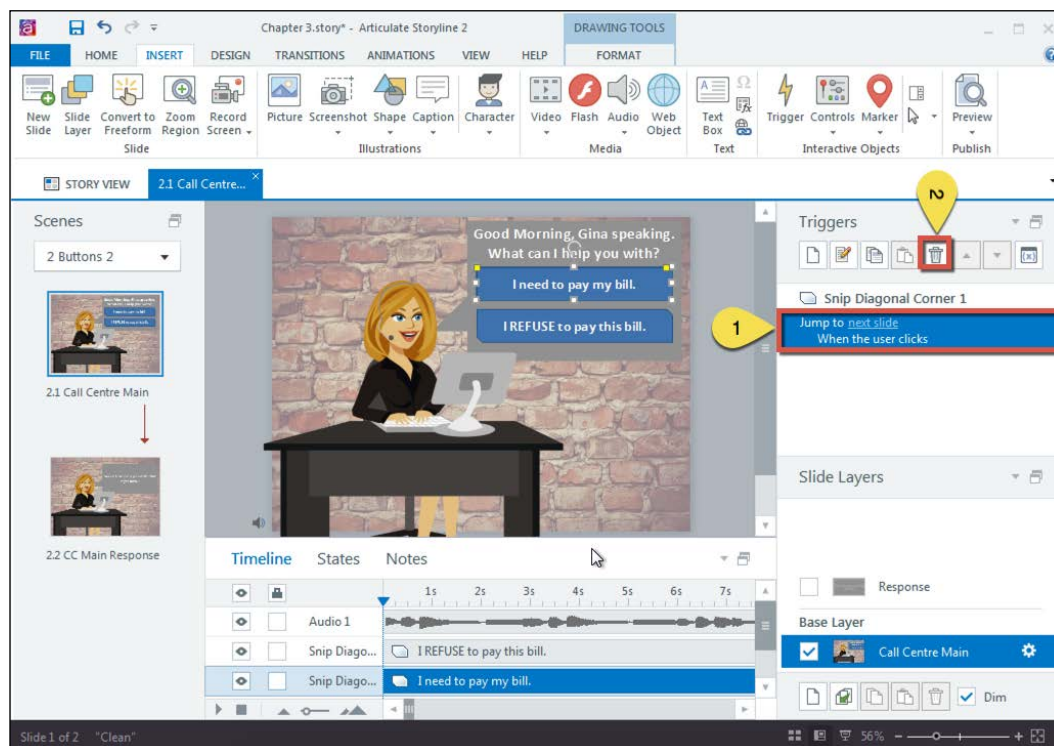 Chapter 3.story* - Articulate Storyline 2
DRAWING TOOLS
FILE HOME INSERT DESIGN TRANSITIONS ANIMATIONS VIEW HELP FORMAT
New Slide
Slide Layer
Convert to Freeform
Zoom Region
Record Screen
Slide
Picture
Screenshot
Shape
Caption
Character
Illustrations
Video
Flash
Audio
Web Object
Media
Text Box
Text
Trigger
Controls
Marker
Interactive Objects
Preview
Publish
STORY VIEW
2.1 Call Centre...
Scenes
2 Buttons 2
2.1 Call Centre Main
2.2 CC Main Response
Good Morning, Gina speaking.
What can I help you with?
I need to pay my bill.
I REFUSE to pay this bill.
1
2
Triggers
Snip Diagonal Corner 1
Jump to next slide
When the user clicks
Slide Layers
Response
Base Layer
Call Centre Main
Dim
Timeline States Notes
1s 2s 3s 4s 5s 6s 7s
Audio 1
Snip Diago... I REFUSE to pay this bill.
Snip Diago... I need to pay my bill.
Slide 1 of 2 "Clean"
56%